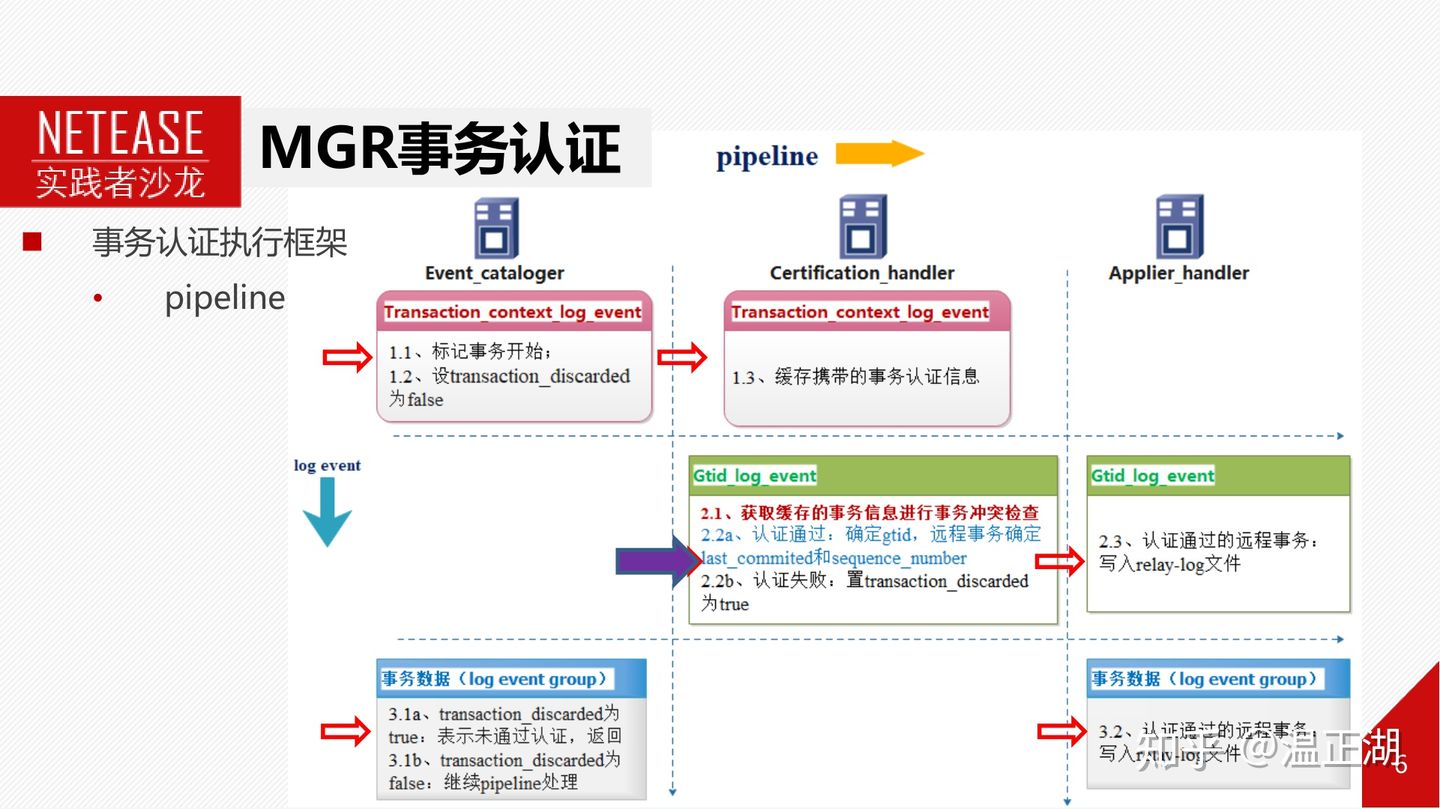 NETEASE
实践者沙龙
MGR事务认证
事务认证执行框架
pipeline
pipeline
Event_cataloger
Certification_handler
Applier_handler
Transaction_context_log_event
1.1、标记事务开始；
1.2、设transaction_discarded
为false
Transaction_context_log_event
1.3、缓存携带的事务认证信息
log event
Gtid_log_event
2.1、获取缓存的事务信息进行事务冲突检查
2.2a、认证通过：确定gtid，远程事务确定
last_commited和sequence_number
2.2b、认证失败：置transaction_discarded
为true
Gtid_log_event
2.3、认证通过的远程事务：
写入relay-log文件
事务数据（log event group）
3.1a、transaction_discarded为
true：表示未通过认证，返回
3.1b、transaction_discarded为
false：继续pipeline处理
事务数据（log event group）
3.2、认证通过的远程事务：
写入relay-log文件
知乎 @温正湖
6